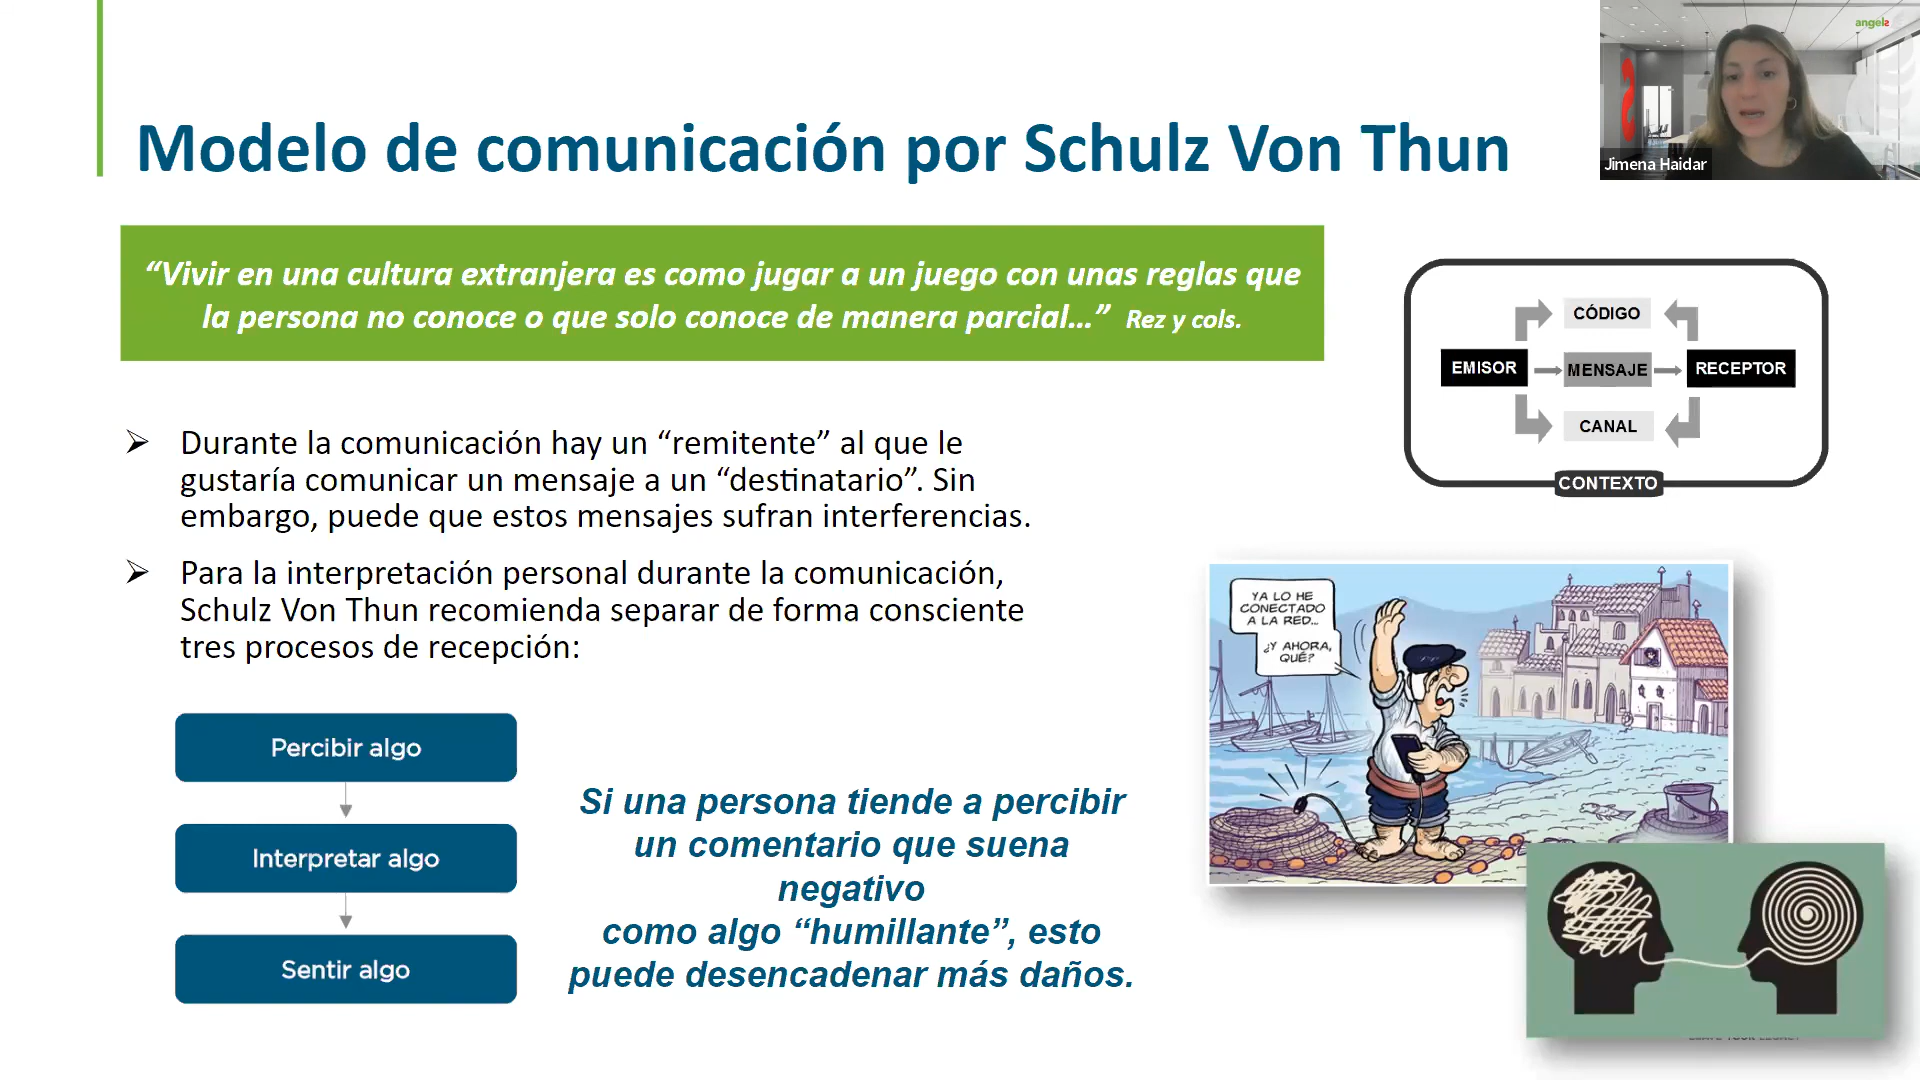 angels
Jimena Haidar
Modelo de comunicación por Schulz Von Thun
“Vivir en una cultura extranjera es como jugar a un juego con unas reglas que
la persona no conoce o que solo conoce de manera parcial...” Rez y cols.
CÓDIGO
EMISOR
MENSAJE
RECEPTOR
CANAL
CONTEXTO
Durante la comunicación hay un “remitente” al que le
gustaría comunicar un mensaje a un “destinatario”. Sin
embargo, puede que estos mensajes sufran interferencias.
Para la interpretación personal durante la comunicación,
Schulz Von Thun recomienda separar de forma consciente
tres procesos de recepción:
YA LO HE
CONECTADO
A LA RED...
¿Y AHORA,
QUÉ?
Percibir algo
Interpretar algo
Sentir algo
Si una persona tiende a percibir
un comentario que suena
negativo
como algo “humillante”, esto
puede desencadenar más daños.